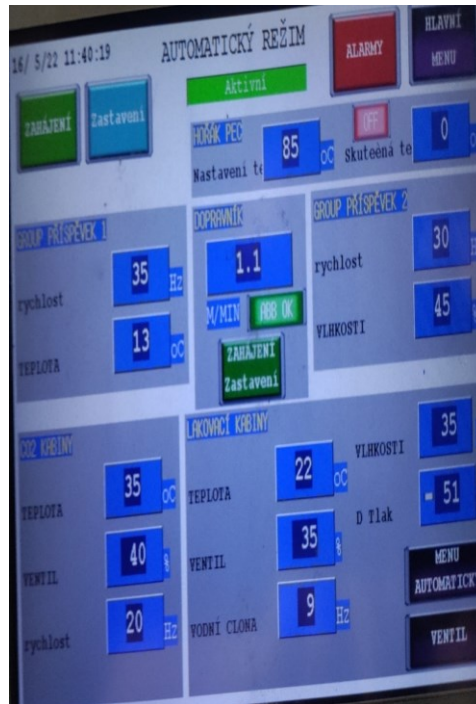 16/ 5/22 11:40:19
AUTOMATICKÝ REŽIM
ALARMY
HLAVNÍ
MENU
ZAHÁJENÍ
Zastavení
Aktivní
HORÁK PEC
OFF
Nastavení te
85
oC
Skutečná te
0
GROUP PŘÍSPĚVEK 1
rychlost
35
Hz
TEPLOTA
13
oC
DOPRAVNÍK
1.1
M/MIN
ABB OK
ZAHÁJENÍ
Zastavení
GROUP PŘÍSPĚVEK 2
rychlost
30
VLHKOSTI
45
CO2 KABINY
TEPLOTA
35
oC
VENTIL
40
%
rychlost
20
Hz
LAKOVACÍ KABINY
TEPLOTA
22
oC
VENTIL
35
%
VODNÍ CLONA
9
Hz
VLHKOSTI
35
D Tlak
- 51
MENU
AUTOMATICK
VENTIL